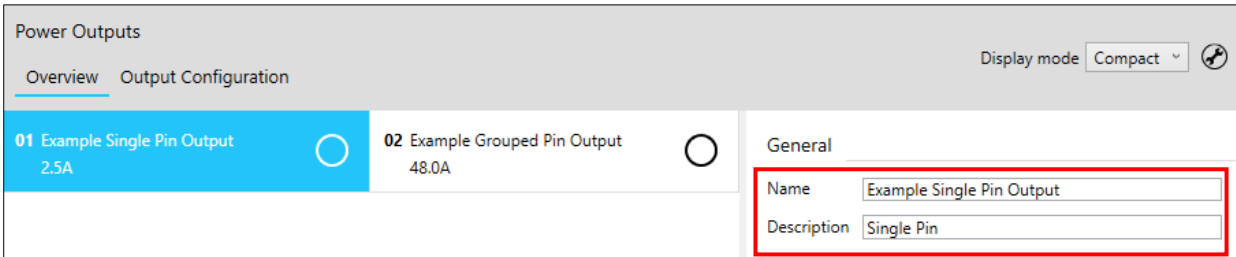 Power Outputs
Display mode Compact
Overview Output Configuration
01 Example Single Pin Output
2.5A
02 Example Grouped Pin Output
48.0A
General
Name Example Single Pin Output
Description Single Pin